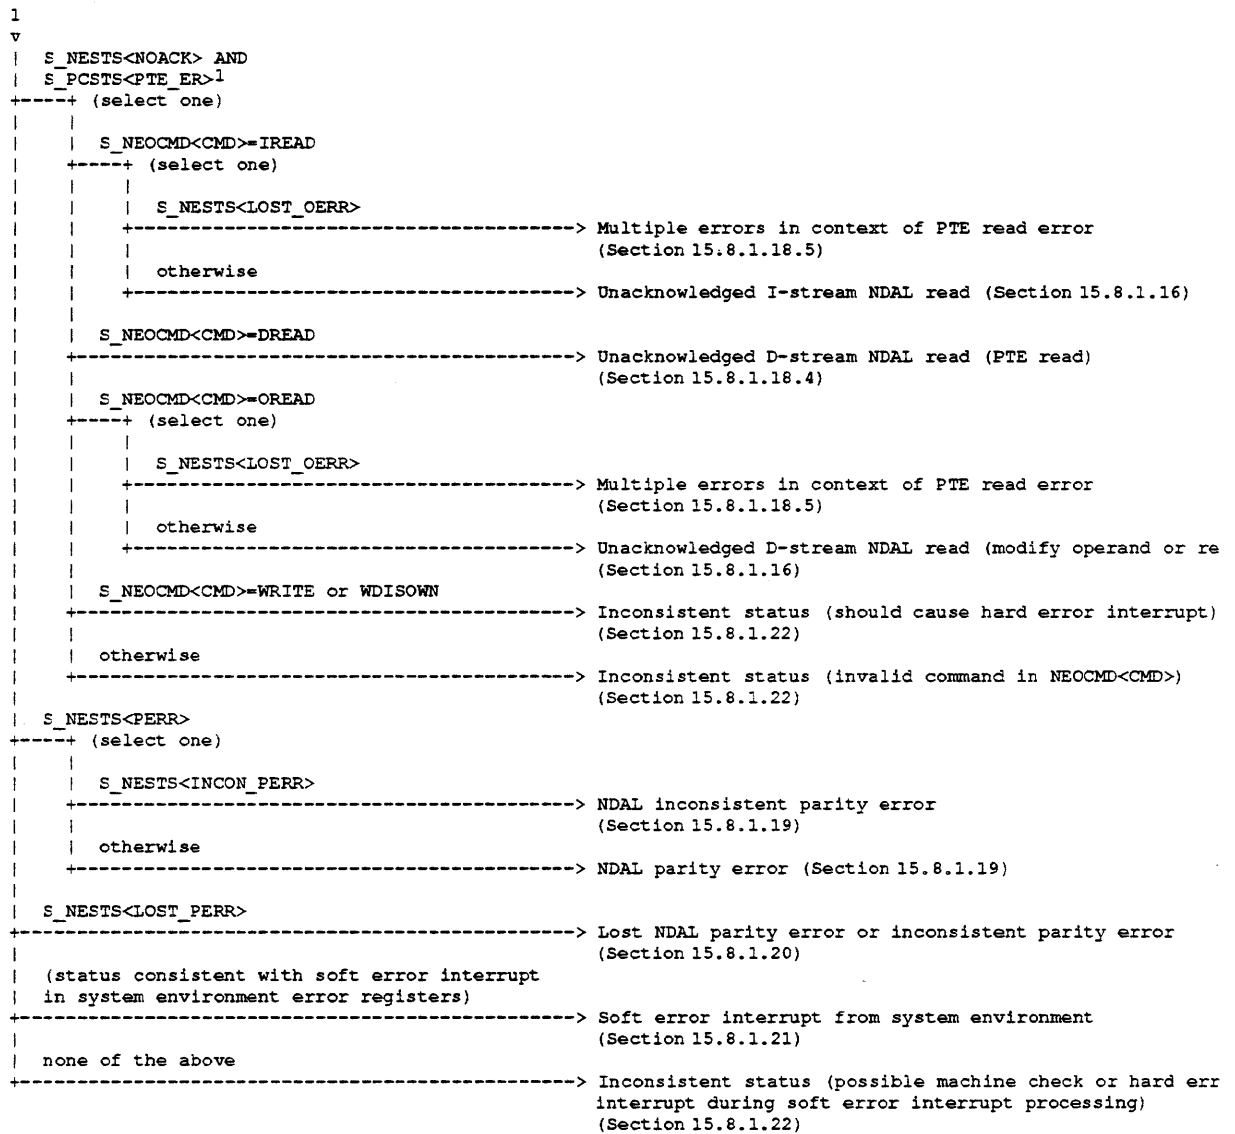 1
v
| S_NESTS<NOACK> AND
| S_PCSTS<PTE_ER>1
+----+ (select one)
| |
| | S_NEOCMD<CMD>=IREAD
| +----+ (select one)
| | |
| | | S_NESTS<LOST_OERR>
| | +---------------------------------------> Multiple errors in context of PTE read error
| | | (Section 15.8.1.18.5)
| | | otherwise
| | +---------------------------------------> Unacknowledged I-stream NDAL read (Section 15.8.1.16)
| |
| | S_NEOCMD<CMD>=DREAD
| +--------------------------------------------> Unacknowledged D-stream NDAL read (PTE read)
| | (Section 15.8.1.18.4)
| | S_NEOCMD<CMD>=OREAD
| +----+ (select one)
| | |
| | | S_NESTS<LOST_OERR>
| | +---------------------------------------> Multiple errors in context of PTE read error
| | | (Section 15.8.1.18.5)
| | | otherwise
| | +---------------------------------------> Unacknowledged D-stream NDAL read (modify operand or re
| | (Section 15.8.1.16)
| | S_NEOCMD<CMD>=WRITE or WDISOWN
| +--------------------------------------------> Inconsistent status (should cause hard error interrupt)
| | (Section 15.8.1.22)
| | otherwise
| +--------------------------------------------> Inconsistent status (invalid command in NEOCMD<CMD>)
| (Section 15.8.1.22)
| S_NESTS<PERR>
+----+ (select one)
| |
| | S_NESTS<INCON_PERR>
| +--------------------------------------------> NDAL inconsistent parity error
| | (Section 15.8.1.19)
| | otherwise
| +--------------------------------------------> NDAL parity error (Section 15.8.1.19)
|
| S_NESTS<LOST_PERR>
+-------------------------------------------------> Lost NDAL parity error or inconsistent parity error
| (Section 15.8.1.20)
| (status consistent with soft error interrupt
| in system environment error registers)
+-------------------------------------------------> Soft error interrupt from system environment
| (Section 15.8.1.21)
| none of the above
+-------------------------------------------------> Inconsistent status (possible machine check or hard err
interrupt during soft error interrupt processing)
(Section 15.8.1.22)